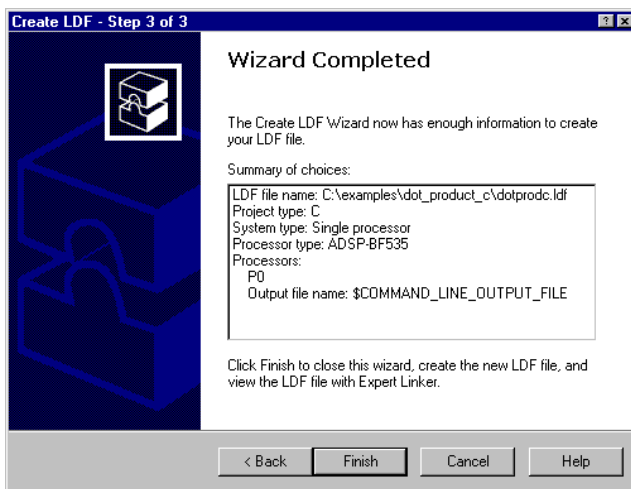 Create LDF - Step 3 of 3
Wizard Completed
The Create LDF Wizard now has enough information to create
your LDF file.
Summary of choices:
LDF file name: C:\examples\dot_product_c\dotprodc.ldf
Project type: C
System type: Single processor
Processor type: ADSP-BF535
Processors:
P0
Output file name: $COMMAND_LINE_OUTPUT_FILE
Click Finish to close this wizard, create the new LDF file, and
view the LDF file with Expert Linker.
< Back Finish Cancel Help